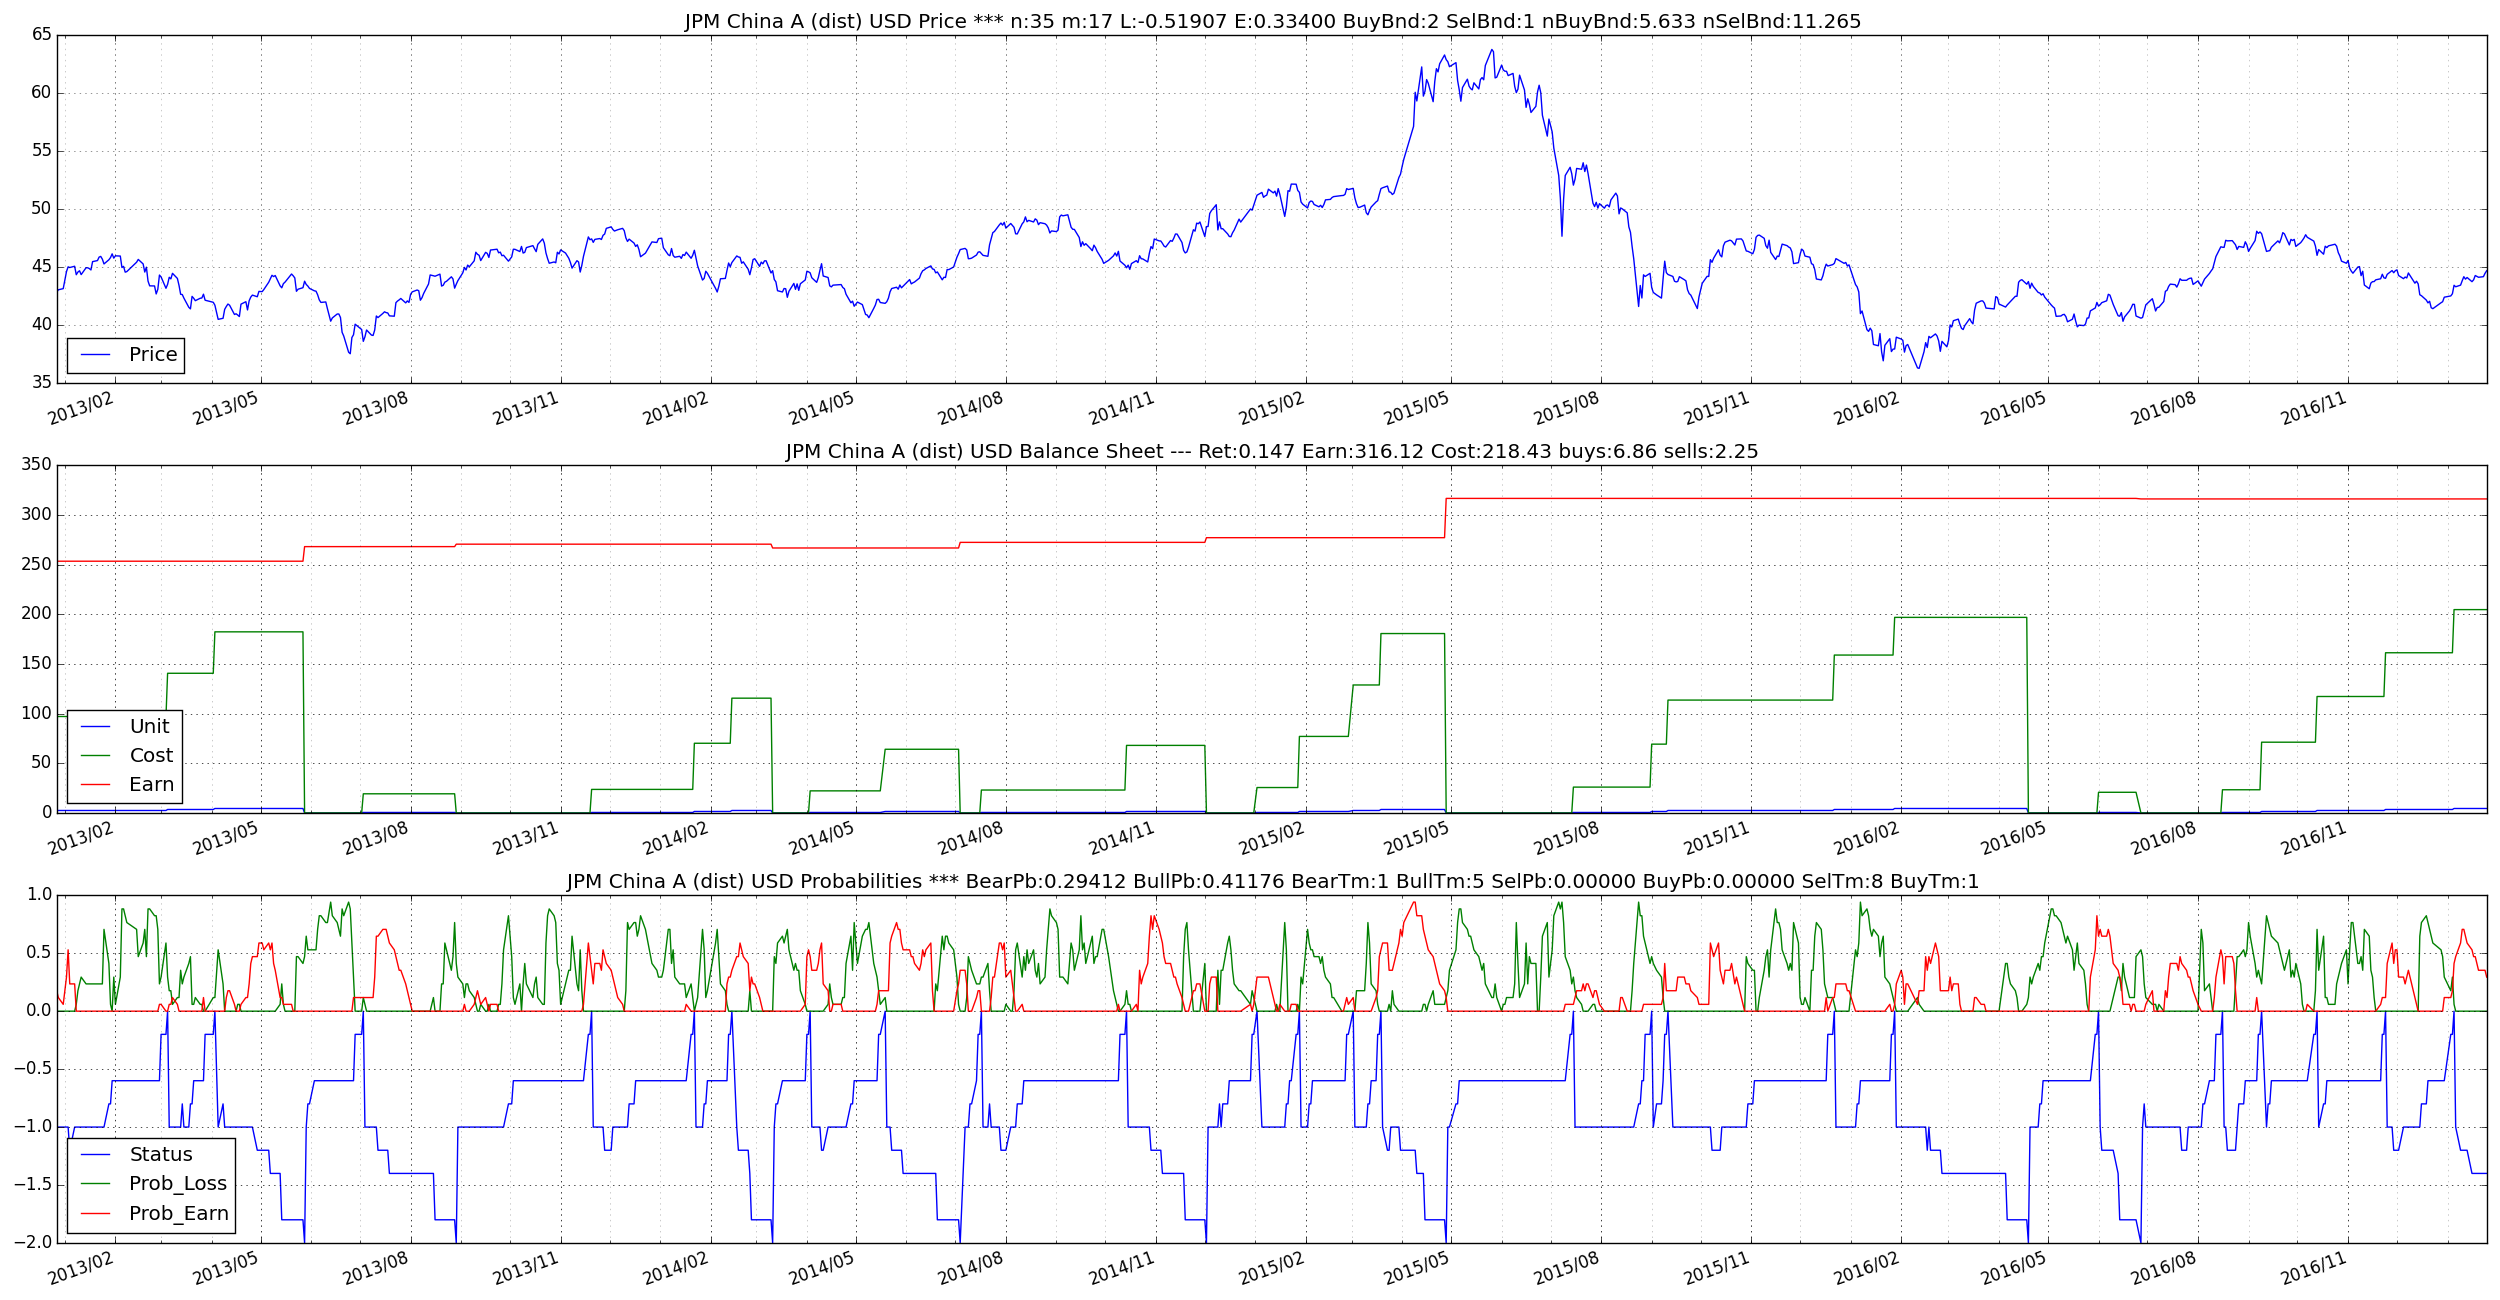 JPM China A (dist) USD Price *** n:35 m:17 L:-0.51907 E:0.33400 BuyBnd:2 SelBnd:1 nBuyBnd:5.633 nSelBnd:11.265
65
60
55
50
45
40
35
Price
2013/02 2013/05 2013/08 2013/11 2014/02 2014/05 2014/08 2014/11 2015/02 2015/05 2015/08 2015/11 2016/02 2016/05 2016/08 2016/11
JPM China A (dist) USD Balance Sheet --- Ret:0.147 Earn:316.12 Cost:218.43 buys:6.86 sells:2.25
350
300
250
200
150
100
50
0
Unit
Cost
Earn
2013/02 2013/05 2013/08 2013/11 2014/02 2014/05 2014/08 2014/11 2015/02 2015/05 2015/08 2015/11 2016/02 2016/05 2016/08 2016/11
JPM China A (dist) USD Probabilities *** BearPb:0.29412 BullPb:0.41176 BearTm:1 BullTm:5 SelPb:0.00000 BuyPb:0.00000 SelTm:8 BuyTm:1
1.0
0.5
0.0
−0.5
−1.0
−1.5
−2.0
Status
Prob_Loss
Prob_Earn
2013/02 2013/05 2013/08 2013/11 2014/02 2014/05 2014/08 2014/11 2015/02 2015/05 2015/08 2015/11 2016/02 2016/05 2016/08 2016/11